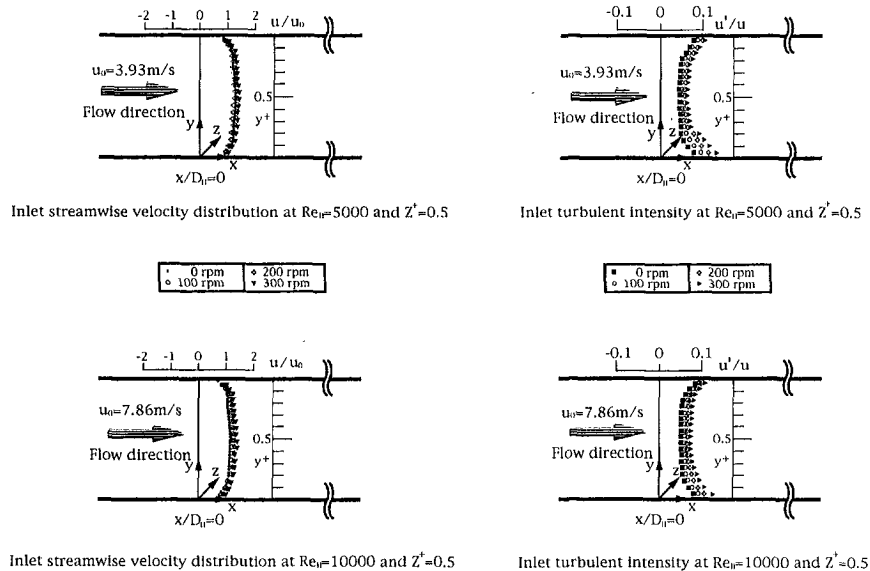 -2 -1 0 1 2 u/u₀
u₀=3.93m/s
Flow direction
0.5
y⁺
y
z
x
x/Dₕ=0
Inlet streamwise velocity distribution at Reₕ=5000 and Z⁺=0.5
-0.1 0 0.1
u'/u
u₀=3.93m/s
Flow direction
0.5
y⁺
y
z
x
x/Dₕ=0
Inlet turbulent intensity at Reₕ=5000 and Z⁺=0.5
0 rpm 200 rpm
100 rpm 300 rpm
0 rpm 200 rpm
100 rpm 300 rpm
-2 -1 0 1 2 u/u₀
u₀=7.86m/s
Flow direction
0.5
y⁺
y
z
x
x/Dₕ=0
Inlet streamwise velocity distribution at Reₕ=10000 and Z⁺=0.5
-0.1 0 0.1
u'/u
u₀=7.86m/s
Flow direction
0.5
y⁺
y
z
x
x/Dₕ=0
Inlet turbulent intensity at Reₕ=10000 and Z⁺=0.5